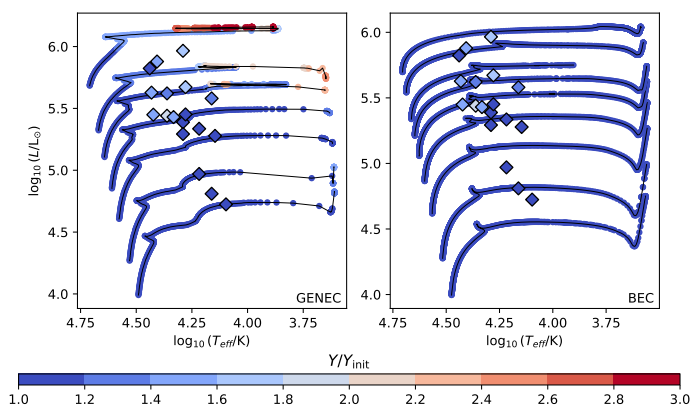 6.0
5.5
5.0
4.5
4.0
log₁₀ (L/L⊙)
GENEC
4.75 4.50 4.25 4.00 3.75
log₁₀ (T_eff/K)
6.0
5.5
5.0
4.5
4.0
BEC
4.75 4.50 4.25 4.00 3.75
log₁₀ (T_eff/K)
Y/Y_init
1.0 1.2 1.4 1.6 1.8 2.0 2.2 2.4 2.6 2.8 3.0